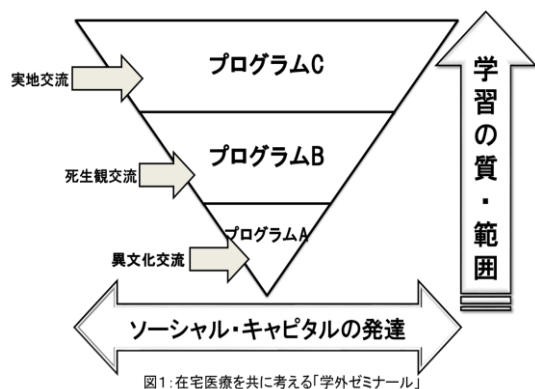 プログラムC
実地交流
プログラムB
死生観交流
プログラムA
異文化交流
学習の質・範囲
ソーシャル・キャピタルの発達
図1:在宅医療を共に考える「学外ゼミナール」